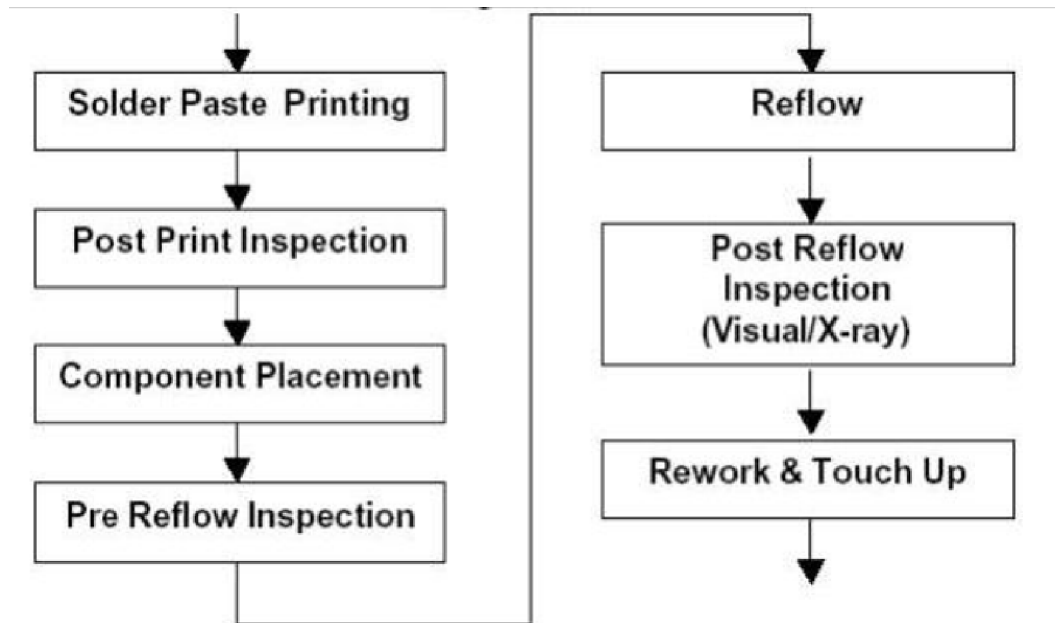 Solder Paste Printing
Post Print Inspection
Component Placement
Pre Reflow Inspection
Reflow
Post Reflow
Inspection
(Visual/X-ray)
Rework & Touch Up